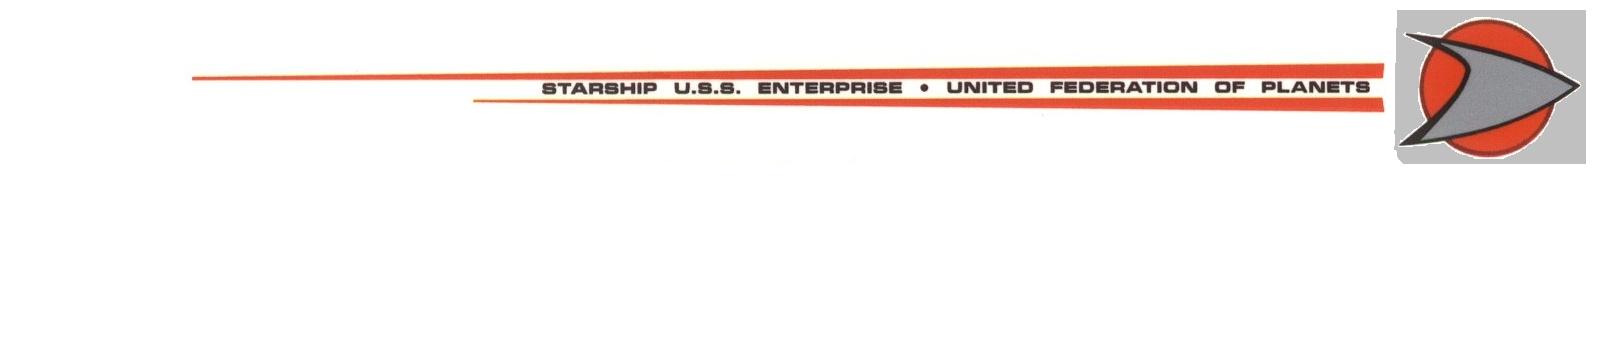 STARSHIP U.S.S. ENTERPRISE • UNITED FEDERATION OF PLANETS